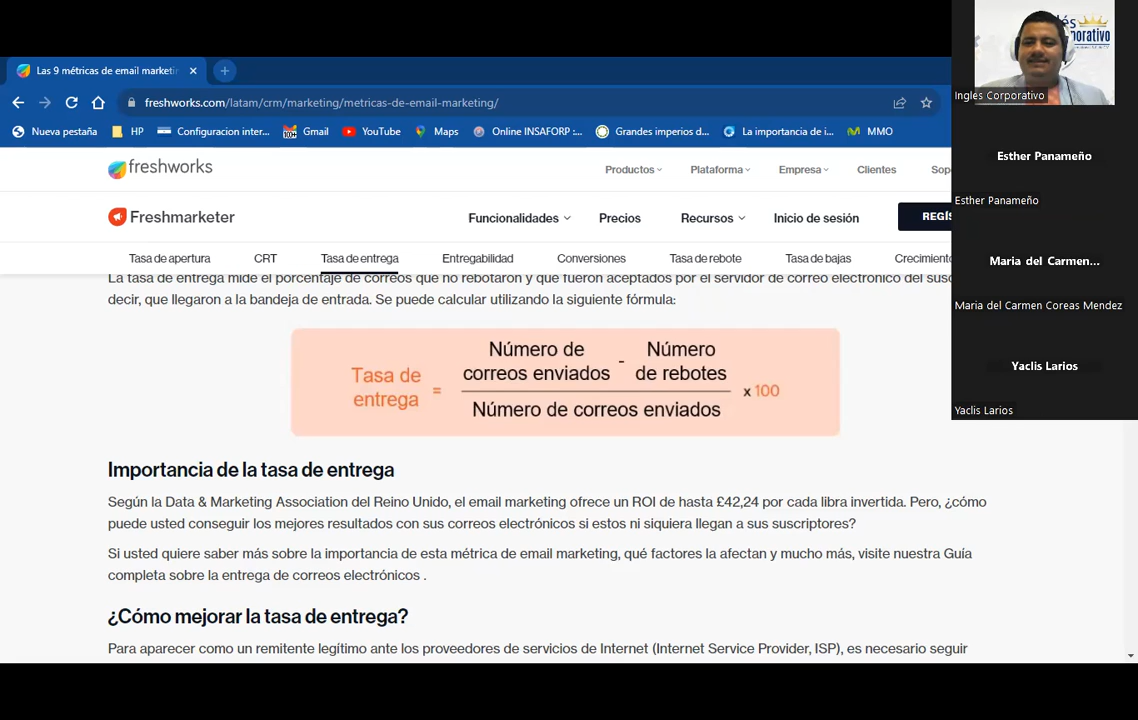 Las 9 métricas de email marketin
freshworks.com/latam/crm/marketing/metricas-de-email-marketing/
Nueva pestaña HP Configuracion inter... Gmail YouTube Maps Online INSAFORP :... Grandes imperios d... La importancia de i... MMO
freshworks Productos Plataforma Empresa Clientes Sop
Freshmarketer Funcionalidades Precios Recursos Inicio de sesión REGÍS
Tasa de apertura CRT Tasa de entrega Entregabilidad Conversiones Tasa de rebote Tasa de bajas Crecimiento
La tasa de entrega mide el porcentaje de correos que no rebotaron y que fueron aceptados por el servidor de correo electrónico del sus
decir, que llegaron a la bandeja de entrada. Se puede calcular utilizando la siguiente fórmula:
Tasa de entrega =
Número de correos enviados - Número de rebotes
Número de correos enviados
x 100
Importancia de la tasa de entrega
Según la Data & Marketing Association del Reino Unido, el email marketing ofrece un ROI de hasta £42,24 por cada libra invertida. Pero, ¿cómo
puede usted conseguir los mejores resultados con sus correos electrónicos si estos ni siquiera llegan a sus suscriptores?
Si usted quiere saber más sobre la importancia de esta métrica de email marketing, qué factores la afectan y mucho más, visite nuestra Guía
completa sobre la entrega de correos electrónicos .
¿Cómo mejorar la tasa de entrega?
Para aparecer como un remitente legítimo ante los proveedores de servicios de Internet (Internet Service Provider, ISP), es necesario seguir
és
orporativo
Ingles Corporativo
Esther Panameño
Esther Panameño
Maria del Carmen...
Maria del Carmen Coreas Mendez
Yaclis Larios
Yaclis Larios